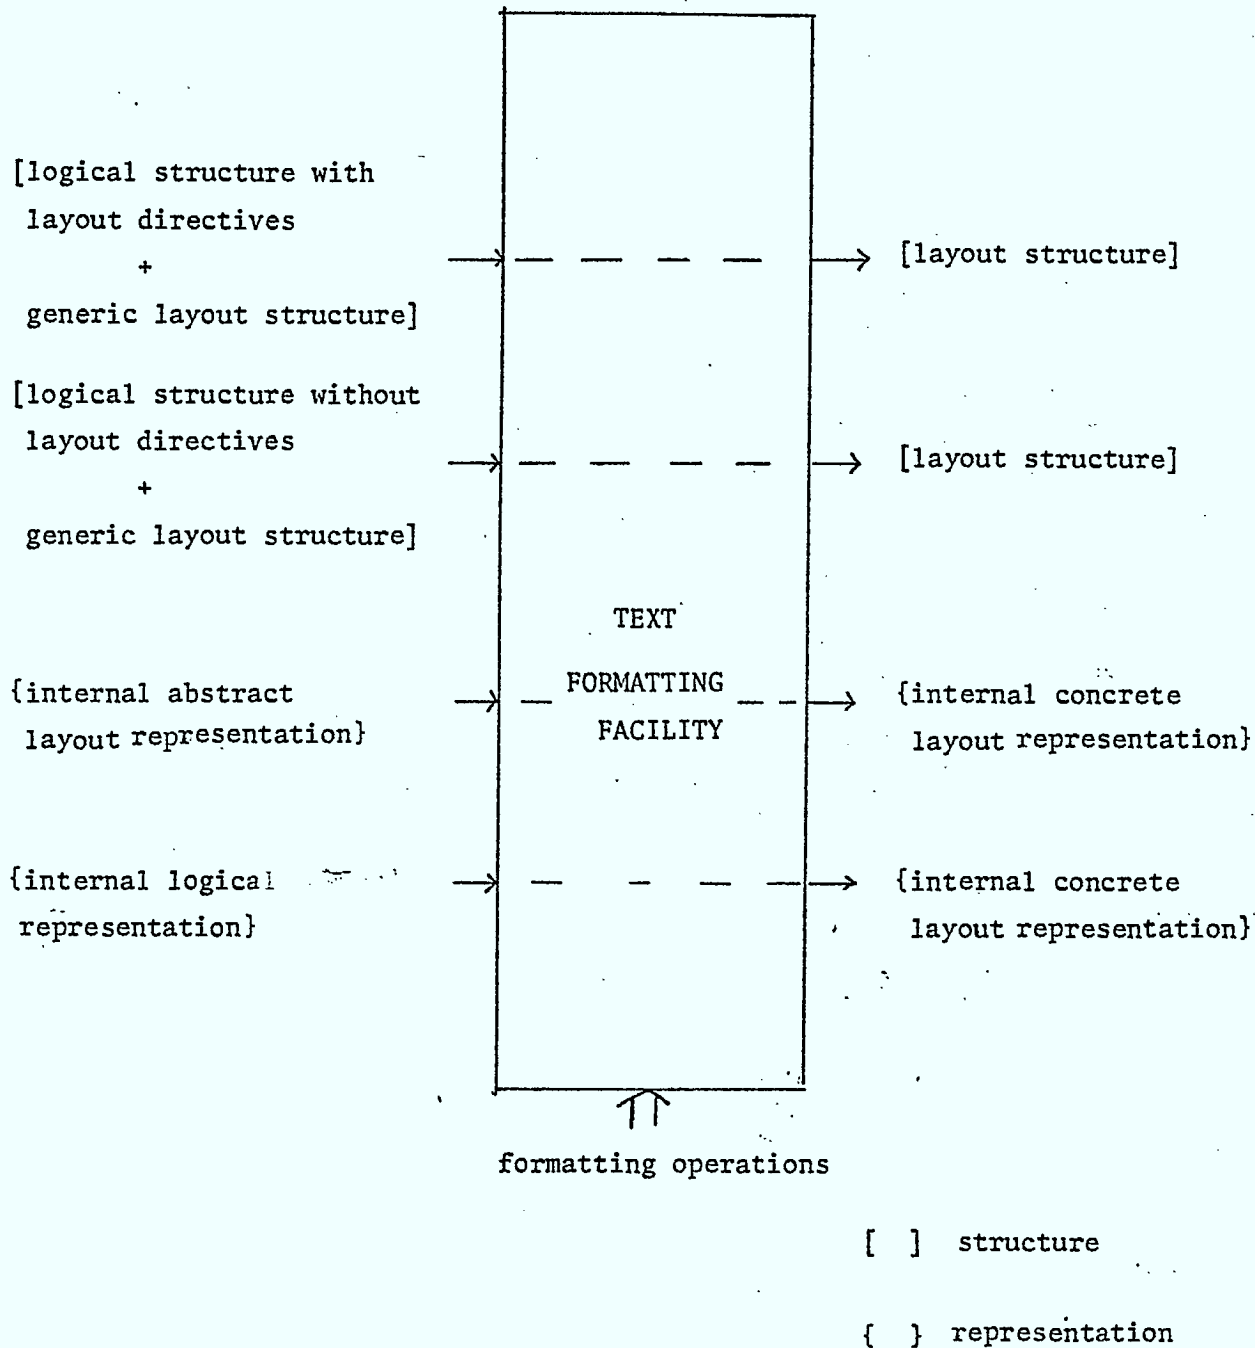 [logical structure with
layout directives
+
generic layout structure]
[layout structure]
[logical structure without
layout directives
+
generic layout structure]
[layout structure]
TEXT
FORMATTING
FACILITY
{internal abstract
layout representation}
{internal concrete
layout representation}
{internal logical
representation}
{internal concrete
layout representation}
formatting operations
[ ] structure
{ } representation